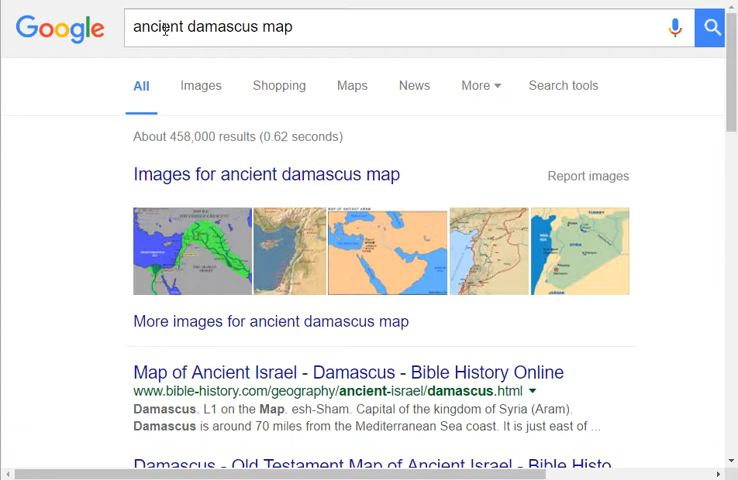 Google
ancient damascus map
All Images Shopping Maps News More Search tools
About 458,000 results (0.62 seconds)
Images for ancient damascus map
Report images
TURKEY
SYRIA
JORDAN
More images for ancient damascus map
Map of Ancient Israel - Damascus - Bible History Online
www.bible-history.com/geography/ancient-israel/damascus.html
Damascus. L1 on the Map. esh-Sham. Capital of the kingdom of Syria (Aram).
Damascus is around 70 miles from the Mediterranean Sea coast. It is just east of ...
Damascus - Old Testament Map of Ancient Israel - Bible Histo